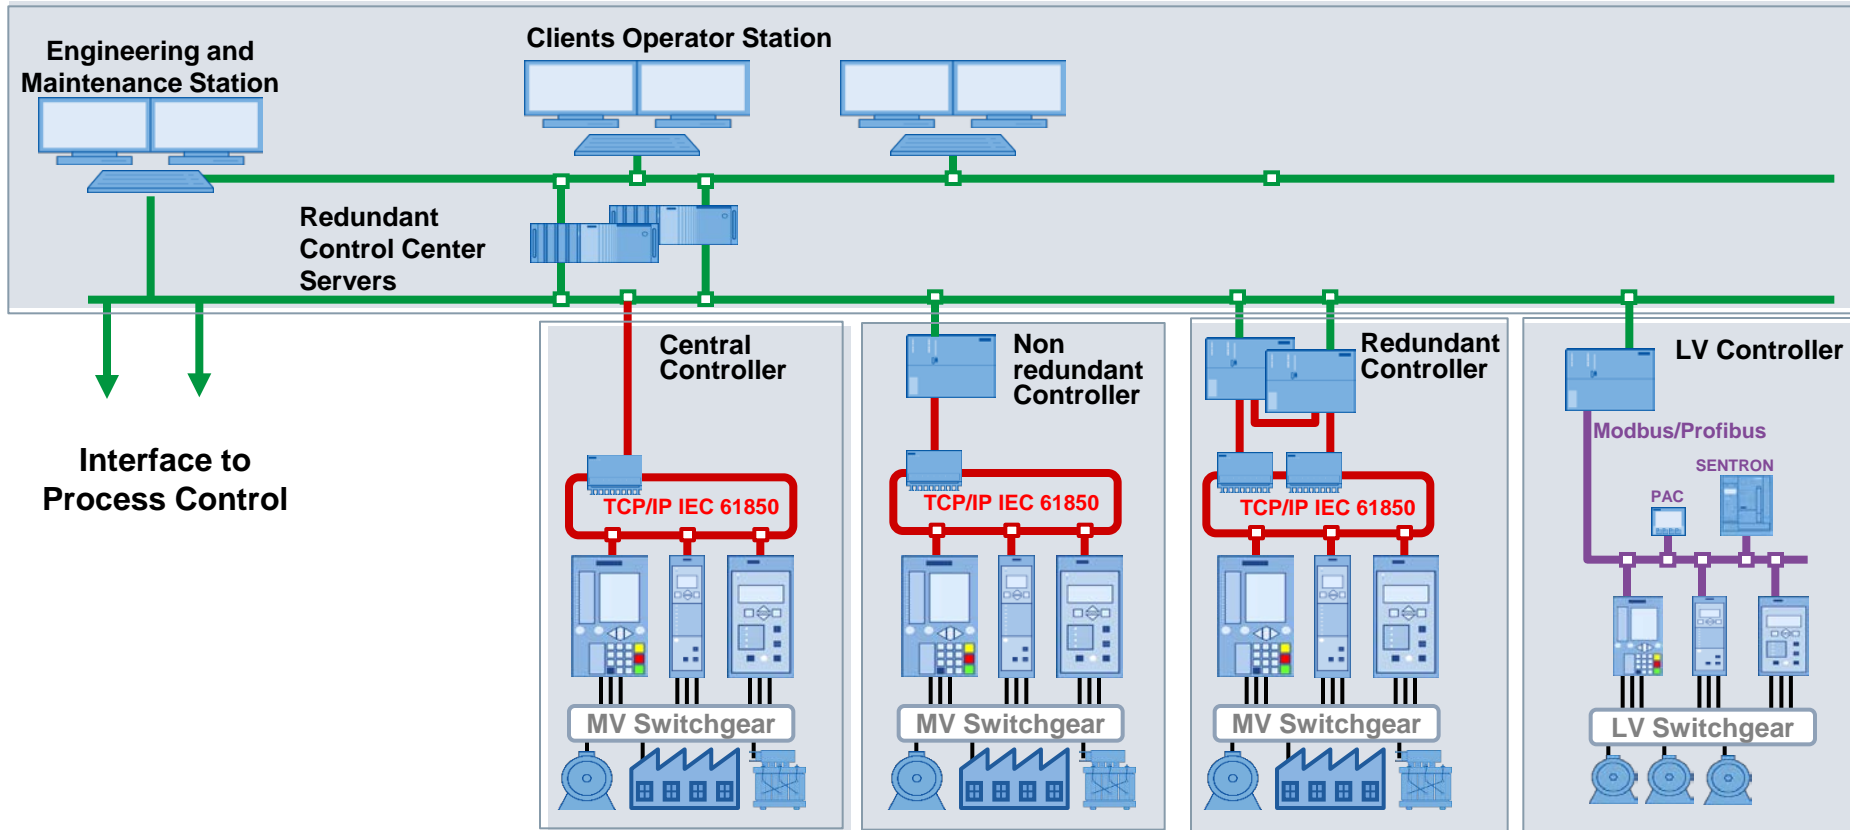 Engineering and
Maintenance Station
Clients Operator Station
Redundant
Control Center
Servers
Interface to
Process Control
Central
Controller
TCP/IP IEC 61850
MV Switchgear
Non
redundant
Controller
TCP/IP IEC 61850
MV Switchgear
Redundant
Controller
TCP/IP IEC 61850
MV Switchgear
LV Controller
Modbus/Profibus
SENTRON
PAC
LV Switchgear